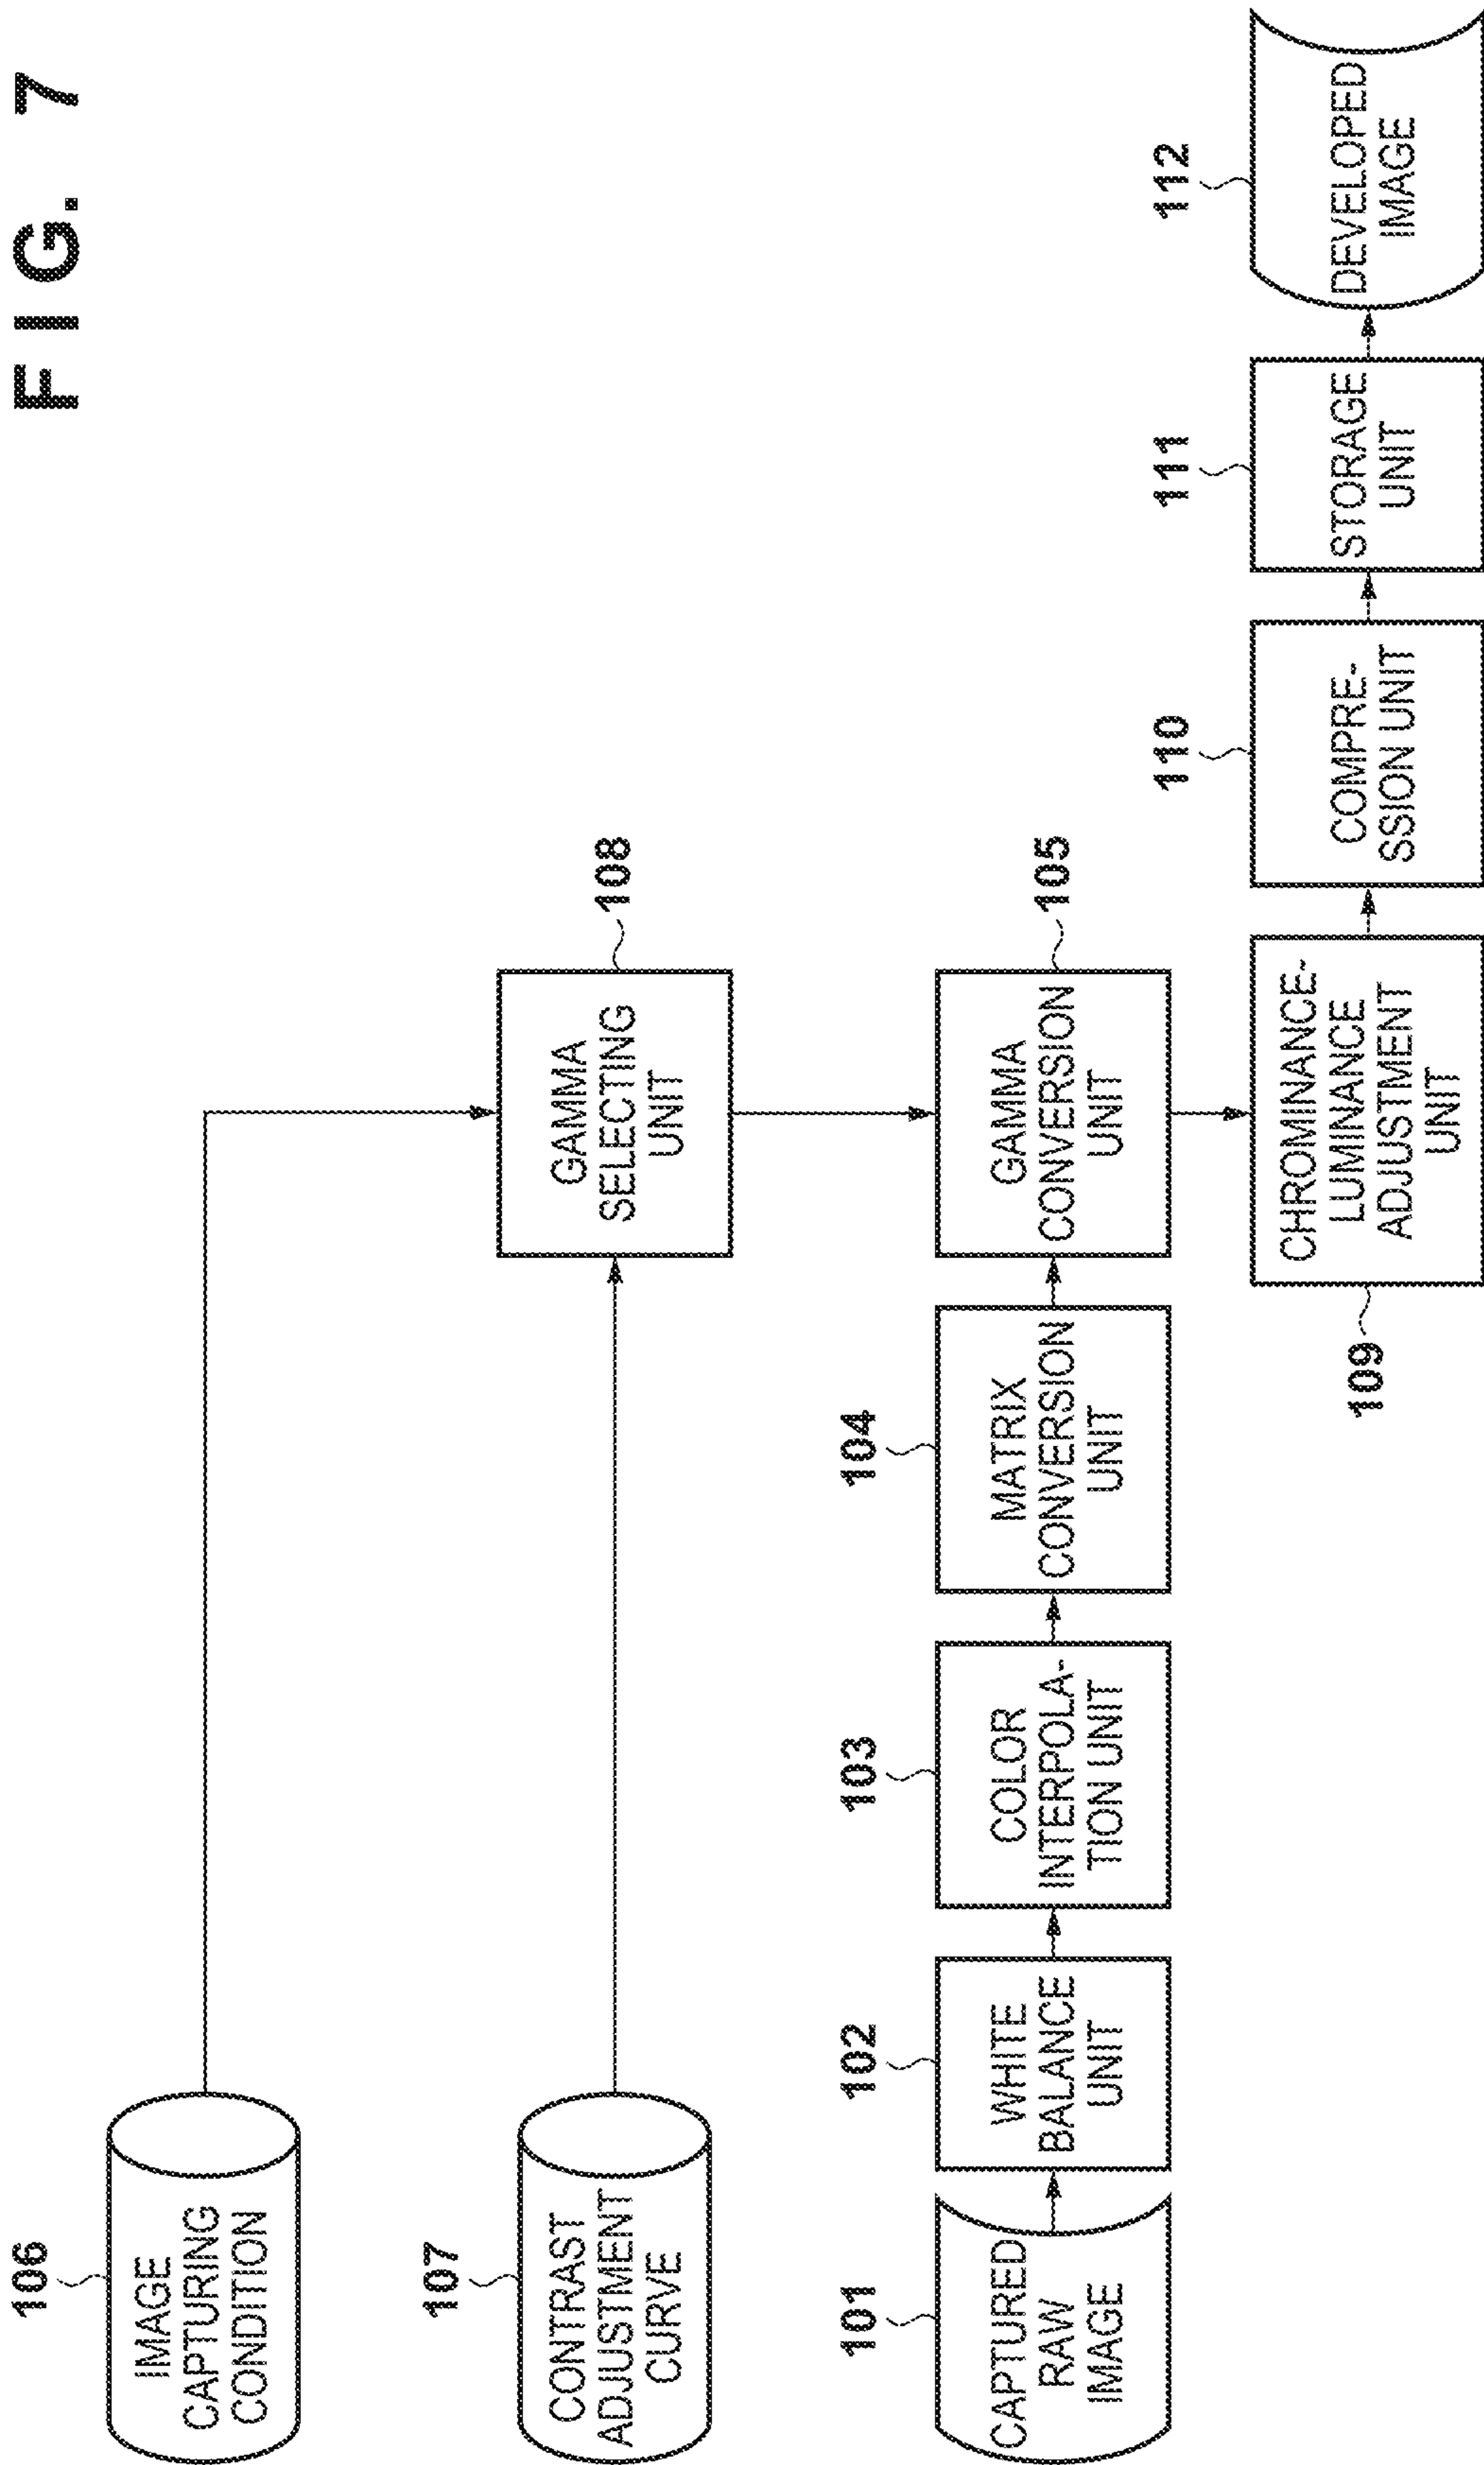 FIG. 7
106
IMAGE
CAPTURING
CONDITION
107
CONTRAST
ADJUSTMENT
CURVE
108
GAMMA
SELECTING
UNIT
101
CAPTURED
RAW
IMAGE
102
WHITE
BALANCE
UNIT
103
COLOR
INTERPOLA-
TION UNIT
104
MATRIX
CONVERSION
UNIT
105
GAMMA
CONVERSION
UNIT
109
CHROMINANCE-
LUMINANCE
ADJUSTMENT
UNIT
110
COMPRE-
SSION UNIT
111
STORAGE
UNIT
112
DEVELOPED
IMAGE